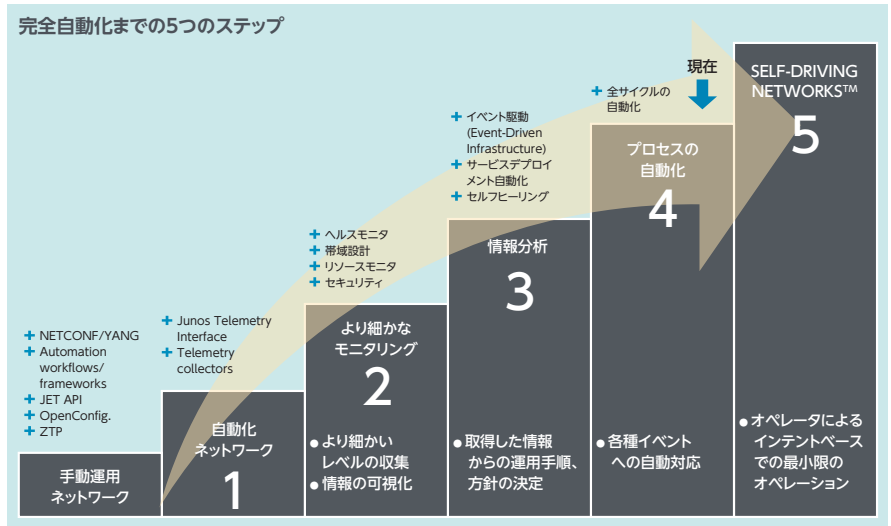 完全自動化までの5つのステップ
+ NETCONF/YANG
+ Automation
workflows/
frameworks
+ JET API
+ OpenConfig.
+ ZTP
手動運用
ネットワーク
+ Junos Telemetry
Interface
+ Telemetry
collectors
自動化
ネットワーク
1
+ ヘルスモニタ
+ 帯域設計
+ リソースモニタ
+ セキュリティ
より細かな
モニタリング
2
● より細かい
レベルの収集
● 情報の可視化
+ イベント駆動
(Event-Driven
Infrastructure)
+ サービスデプロイ
メント自動化
+ セルフヒーリング
情報分析
3
● 取得した情報
からの運用手順、
方針の決定
+ 全サイクルの
自動化
現在
プロセスの
自動化
4
● 各種イベント
への自動対応
SELF-DRIVING
NETWORKS™
5
● オペレータによる
インテントベース
での最小限の
オペレーション